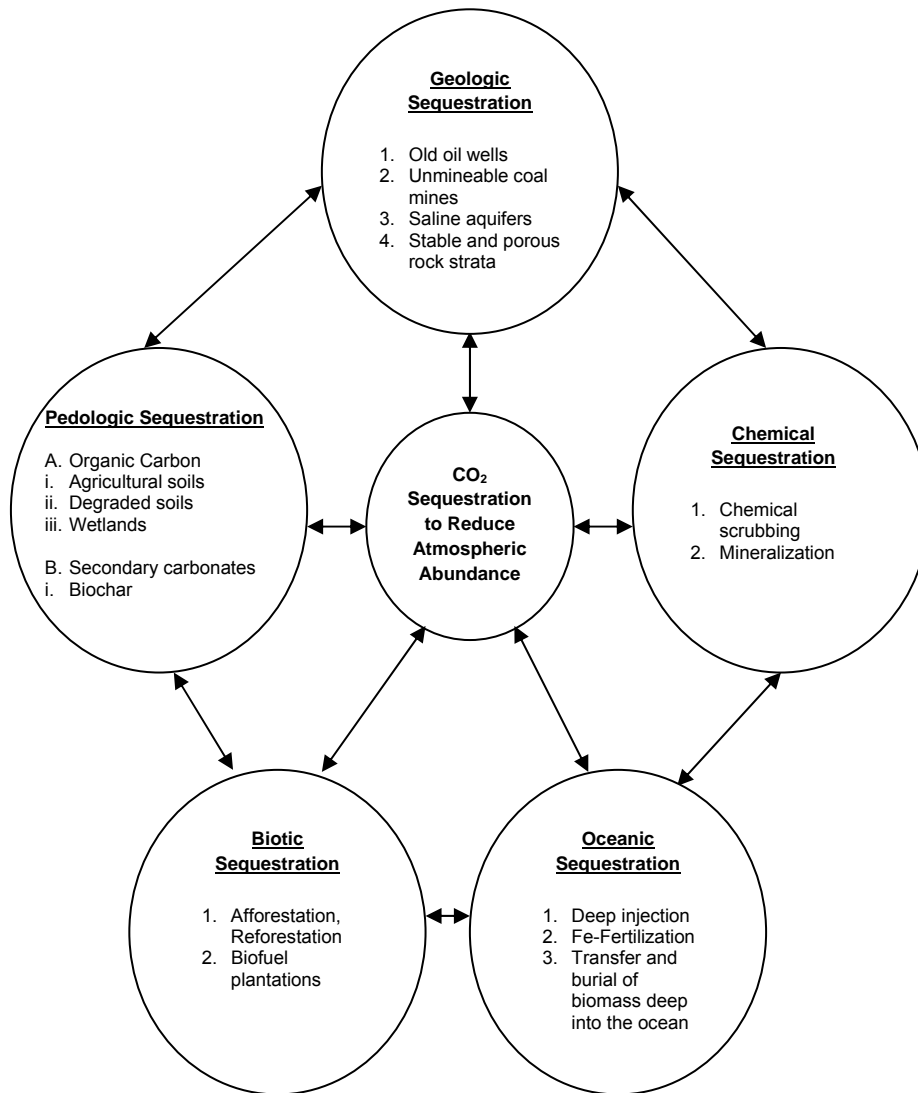 Geologic
Sequestration
1. Old oil wells
2. Unmineable coal
mines
3. Saline aquifers
4. Stable and porous
rock strata
Pedologic Sequestration
A. Organic Carbon
i. Agricultural soils
ii. Degraded soils
iii. Wetlands
B. Secondary carbonates
i. Biochar
CO₂
Sequestration
to Reduce
Atmospheric
Abundance
Chemical
Sequestration
1. Chemical
scrubbing
2. Mineralization
Biotic
Sequestration
1. Afforestation,
Reforestation
2. Biofuel
plantations
Oceanic
Sequestration
1. Deep injection
2. Fe-Fertilization
3. Transfer and
burial of
biomass deep
into the ocean